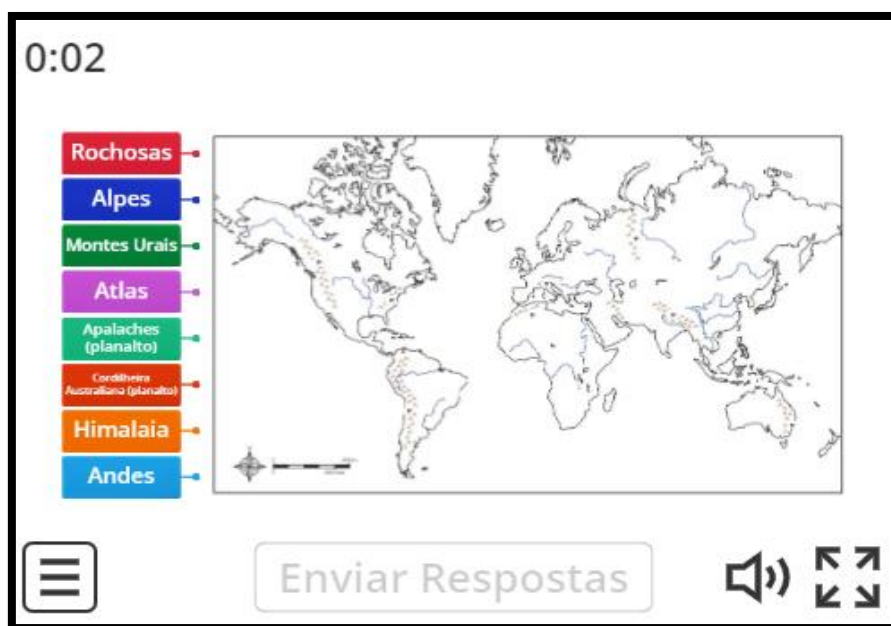 0:02
Rochosas
Alpes
Montes Urais
Atlas
Apalaches
(planalto)
Cordilheira
Australiana (planalto)
Himalaia
Andes
Enviar Respostas